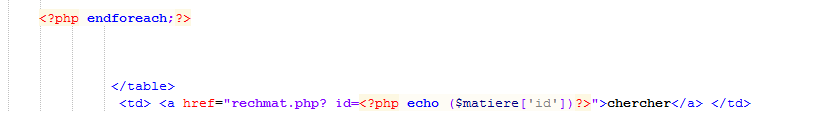 <?php endforeach;?>
</table>
<td> <a href="rechmat.php? id=<?php echo ($matiere['id'])?>">chercher</a> </td>